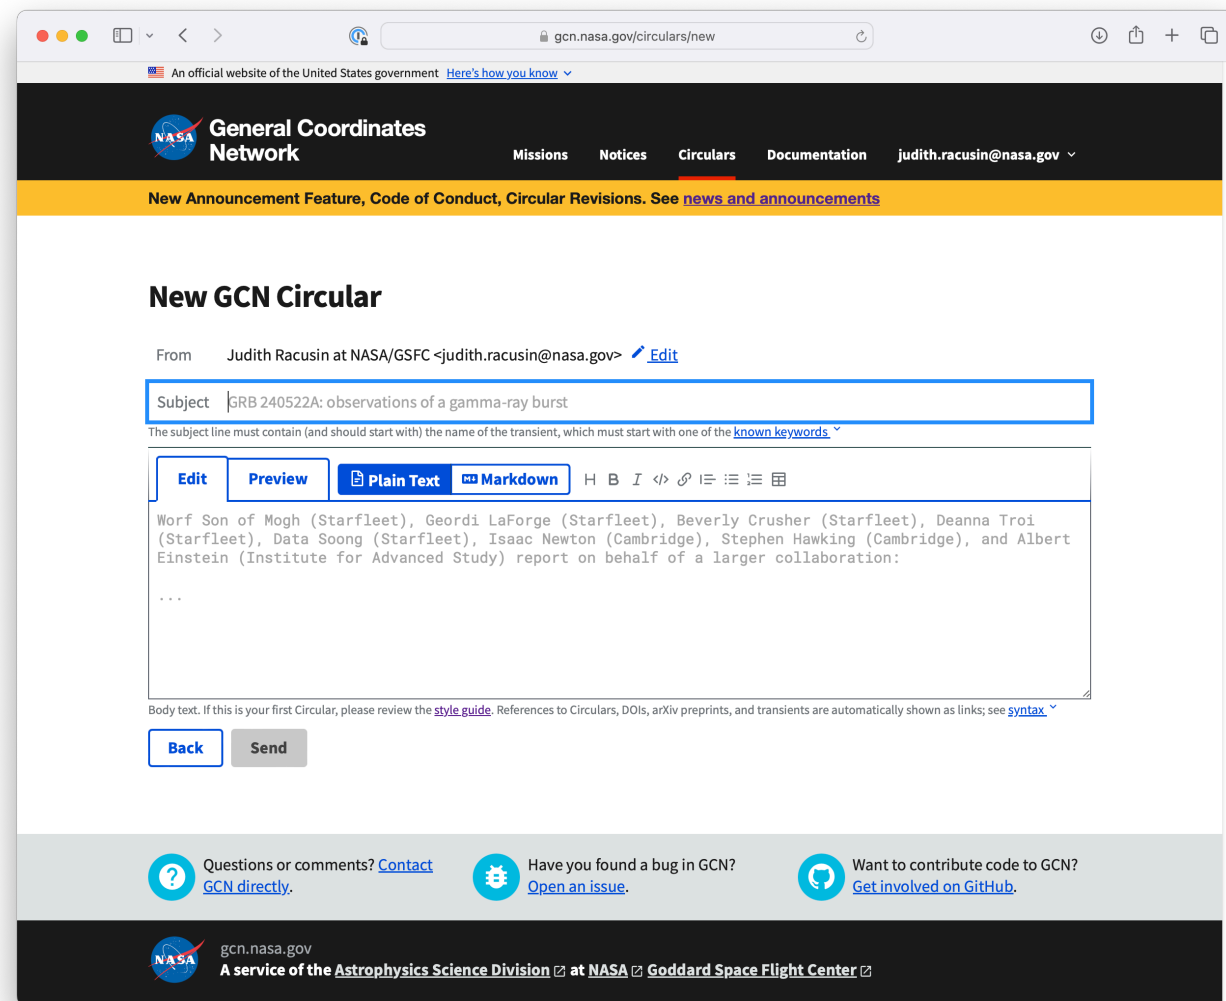 gcn.nasa.gov/circulars/new
An official website of the United States government Here's how you know
NASA
General Coordinates
Network
Missions Notices Circulars Documentation judith.racusin@nasa.gov
New Announcement Feature, Code of Conduct, Circular Revisions. See news and announcements
New GCN Circular
From Judith Racusin at NASA/GSFC <judith.racusin@nasa.gov> Edit
Subject GRB 240522A: observations of a gamma-ray burst
The subject line must contain (and should start with) the name of the transient, which must start with one of the known keywords
Edit Preview Plain Text Markdown H B I </>
Worf Son of Mogh (Starfleet), Geordi LaForge (Starfleet), Beverly Crusher (Starfleet), Deanna Troi
(Starfleet), Data Soong (Starfleet), Isaac Newton (Cambridge), Stephen Hawking (Cambridge), and Albert
Einstein (Institute for Advanced Study) report on behalf of a larger collaboration:
...
Body text. If this is your first Circular, please review the style guide. References to Circulars, DOIs, arXiv preprints, and transients are automatically shown as links; see syntax
Back Send
Questions or comments? Contact
GCN directly.
Have you found a bug in GCN?
Open an issue.
Want to contribute code to GCN?
Get involved on GitHub.
NASA
gcn.nasa.gov
A service of the Astrophysics Science Division at NASA Goddard Space Flight Center